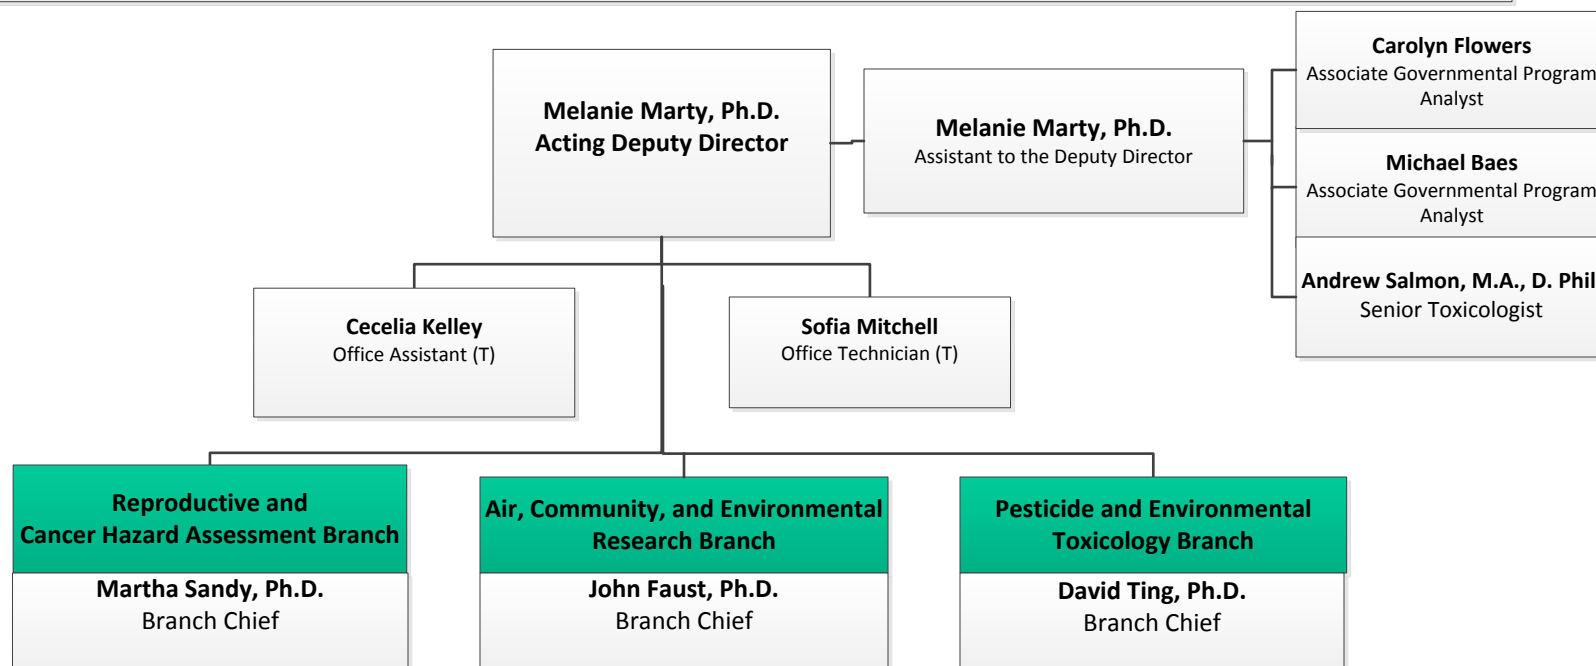 Carolyn Flowers
Associate Governmental Program
Analyst
Melanie Marty, Ph.D.
Acting Deputy Director
Melanie Marty, Ph.D.
Assistant to the Deputy Director
Michael Baes
Associate Governmental Program
Analyst
Andrew Salmon, M.A., D. Phil
Senior Toxicologist
Cecelia Kelley
Office Assistant (T)
Sofia Mitchell
Office Technician (T)
Reproductive and
Cancer Hazard Assessment Branch
Martha Sandy, Ph.D.
Branch Chief
Air, Community, and Environmental
Research Branch
John Faust, Ph.D.
Branch Chief
Pesticide and Environmental
Toxicology Branch
David Ting, Ph.D.
Branch Chief